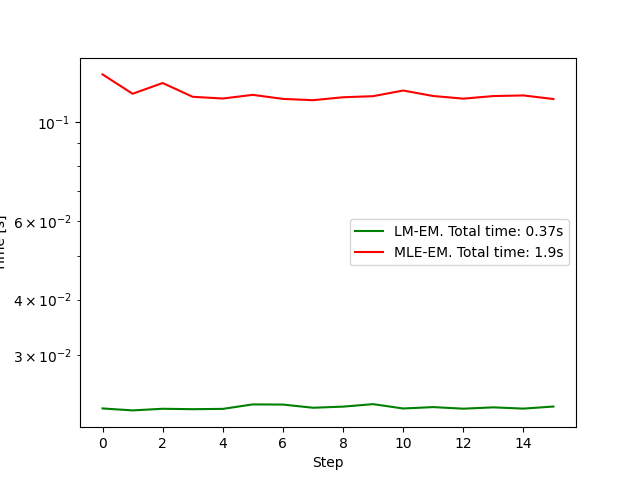 10⁻¹
6 × 10⁻²
4 × 10⁻²
3 × 10⁻²
LM-EM. Total time: 0.37s
MLE-EM. Total time: 1.9s
0 2 4 6 8 10 12 14
Step